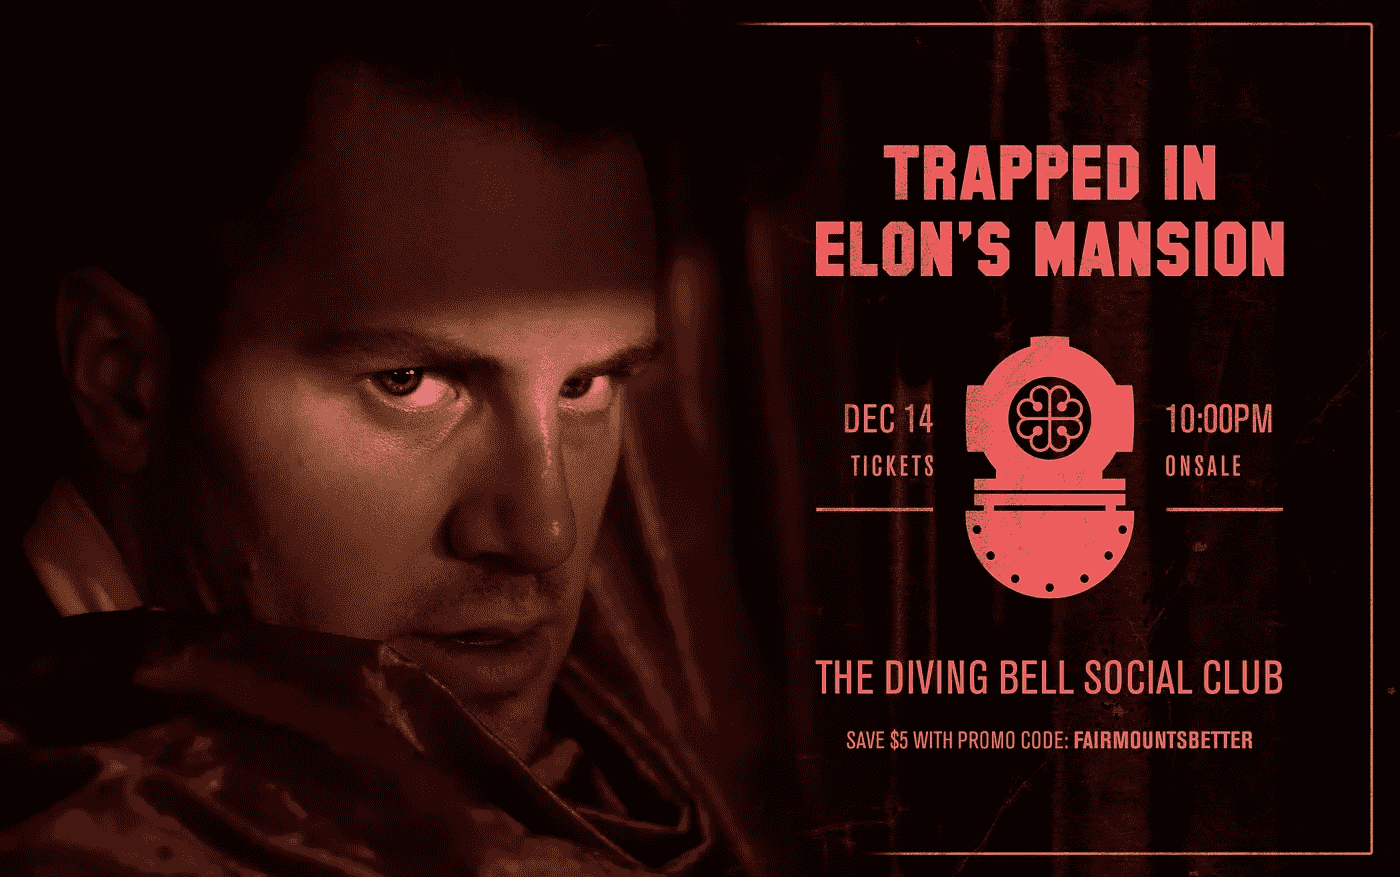 TRAPPED IN
ELON'S MANSION
DEC 14
TICKETS
10:00PM
ONSALE
THE DIVING BELL SOCIAL CLUB
SAVE $5 WITH PROMO CODE: FAIRMOUNTSBETTER